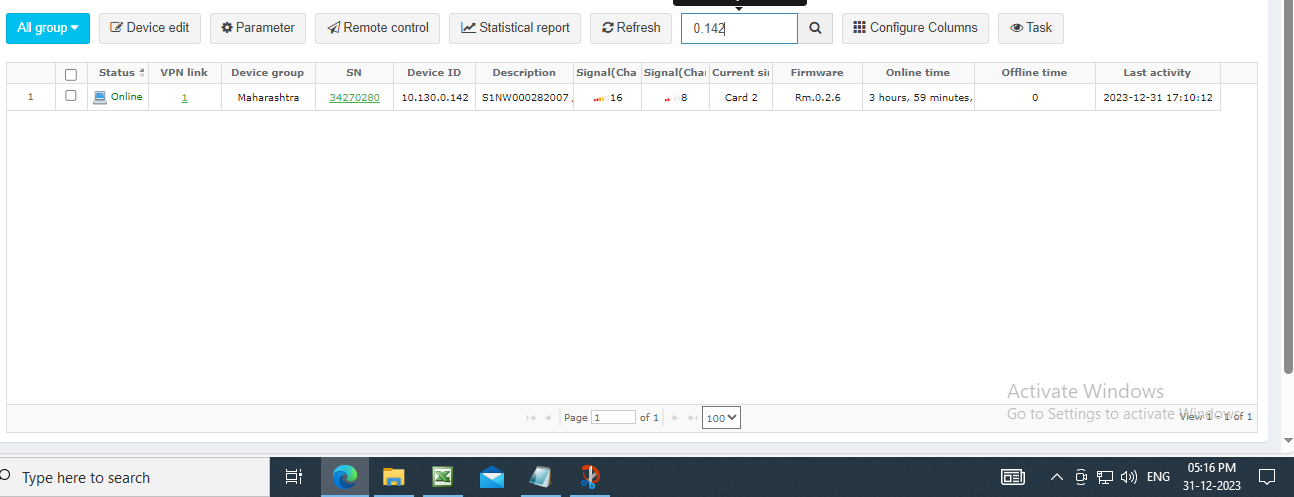 All group Device edit Parameter Remote control Statistical report Refresh 0.142 Configure Columns Task
Status VPN link Device group SN Device ID Description Signal(Cha Signal(Cha Current si Firmware Online time Offline time Last activity
1 Online 1 Maharashtra 34270280 10.130.0.142 S1NW000282007 16 8 Card 2 Rm.0.2.6 3 hours, 59 minutes, 0 2023-12-31 17:10:12
Activate Windows
Go to Settings to activate Windows.
Page 1 of 1 100 View 1 - 1 of 1
Type here to search ENG 05:16 PM
31-12-2023